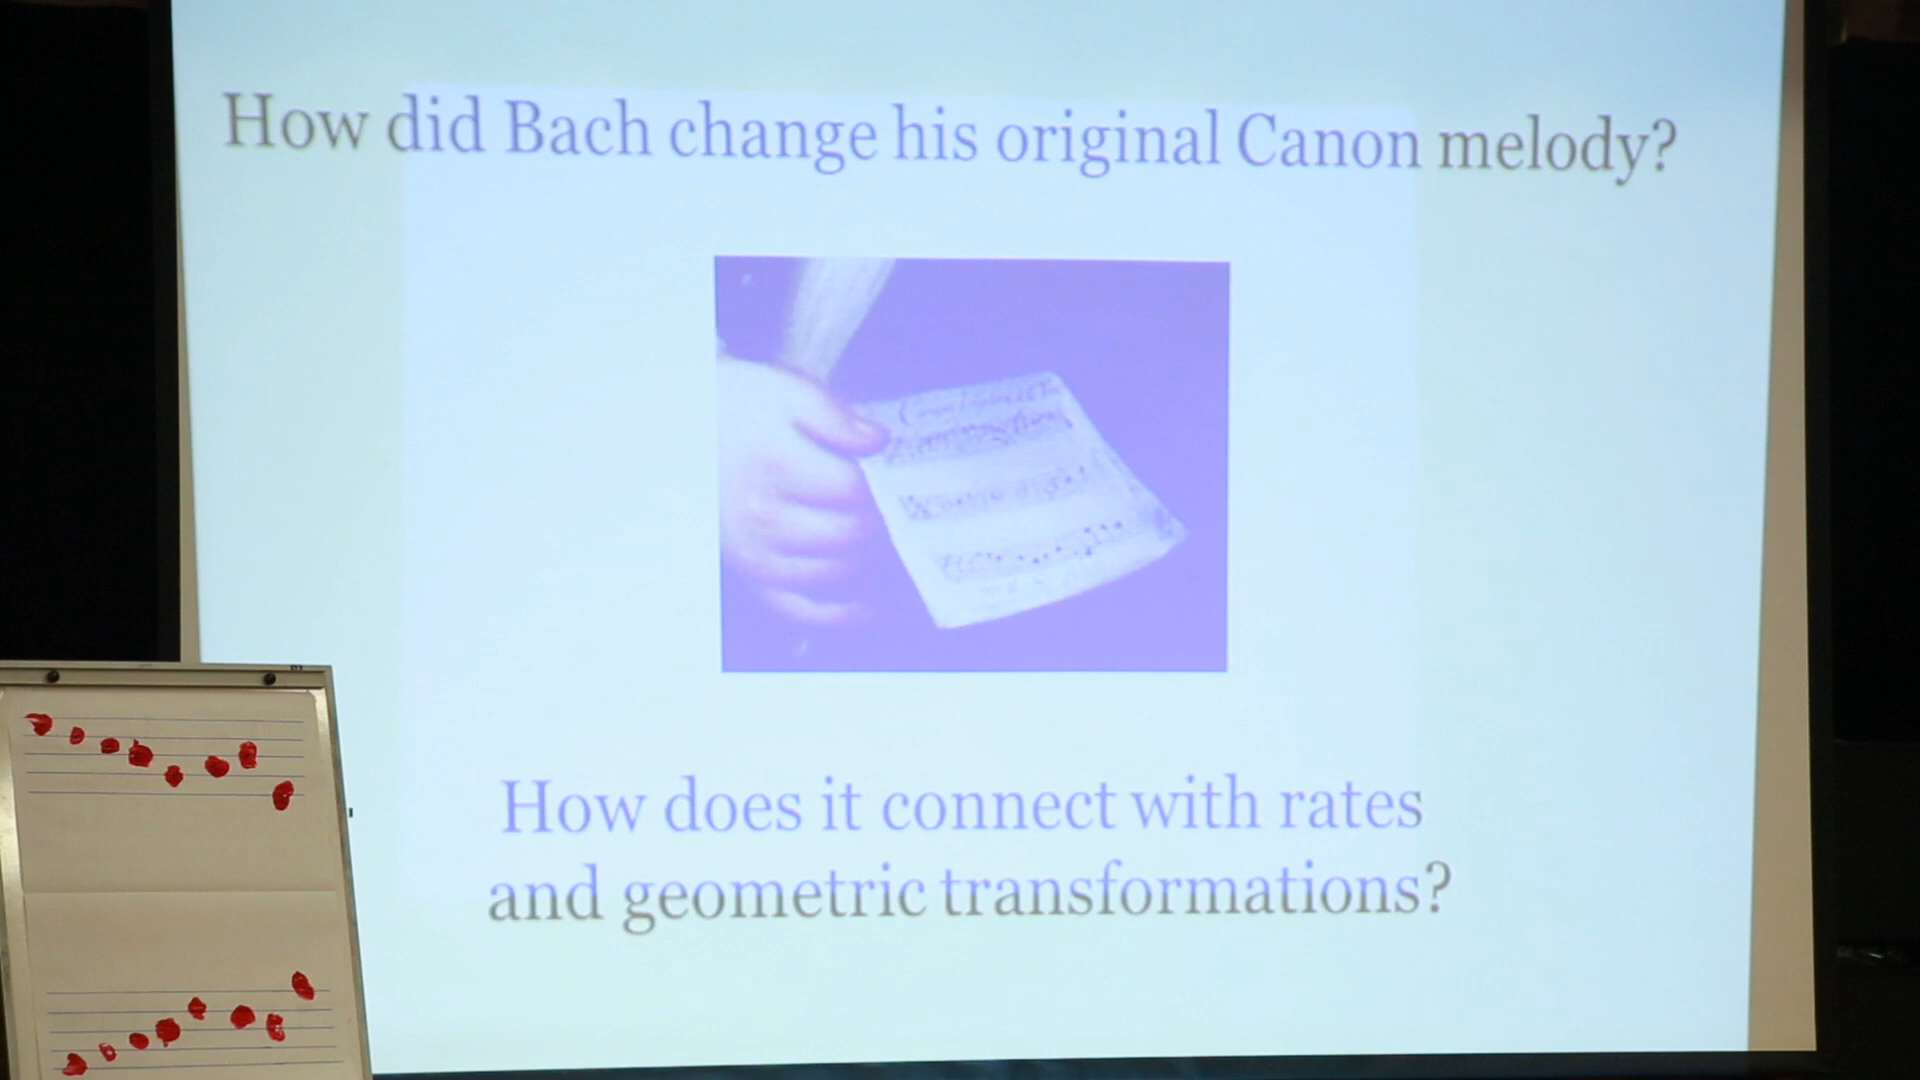 How did Bach change his original Canon melody?
How does it connect with rates
and geometric transformations?